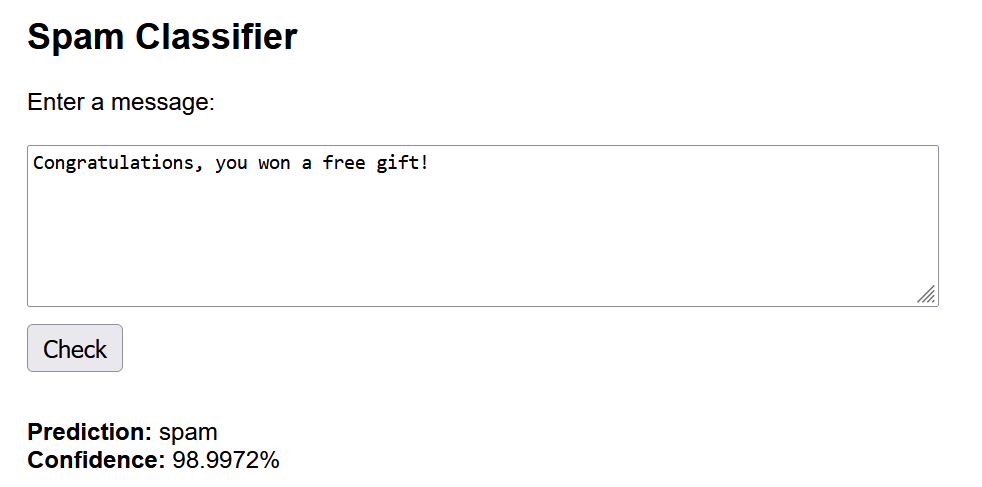 Spam Classifier
Enter a message:
Congratulations, you won a free gift!
Check
Prediction: spam
Confidence: 98.9972%